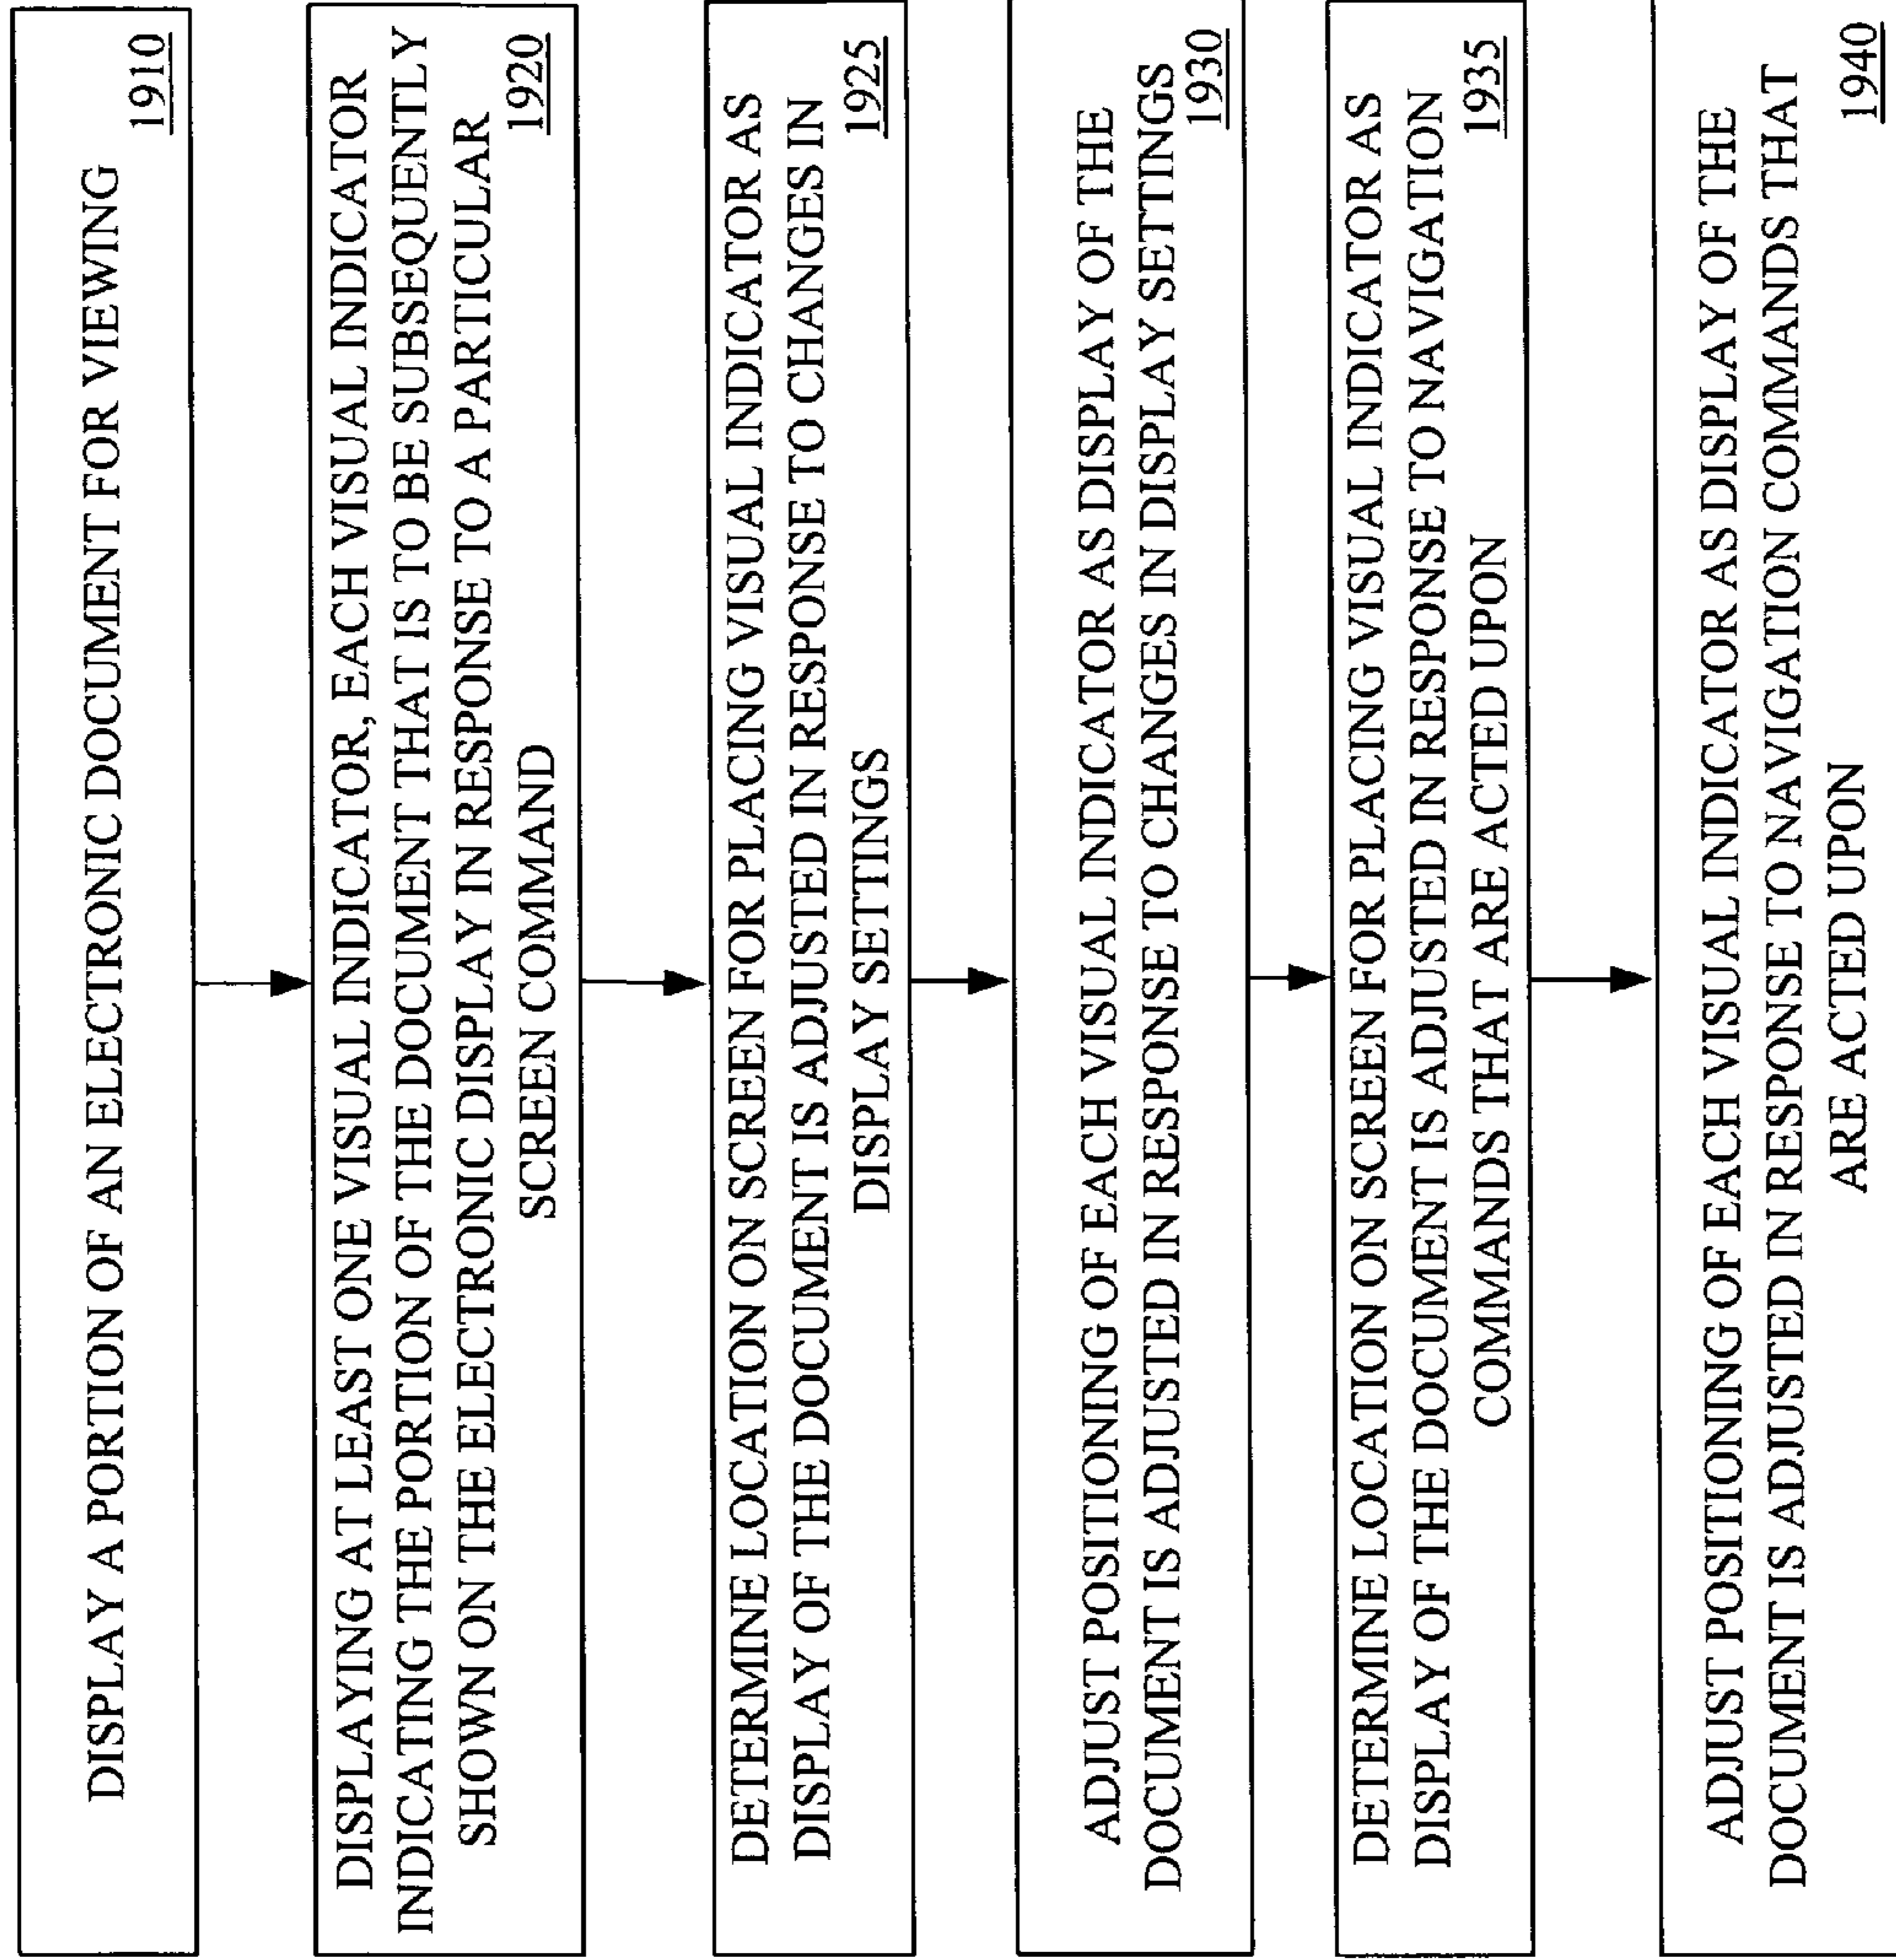 DISPLAY A PORTION OF AN ELECTRONIC DOCUMENT FOR VIEWING
1910
DISPLAYING AT LEAST ONE VISUAL INDICATOR, EACH VISUAL INDICATOR
INDICATING THE PORTION OF THE DOCUMENT THAT IS TO BE SUBSEQUENTLY
SHOWN ON THE ELECTRONIC DISPLAY IN RESPONSE TO A PARTICULAR
SCREEN COMMAND
1920
DETERMINE LOCATION ON SCREEN FOR PLACING VISUAL INDICATOR AS
DISPLAY OF THE DOCUMENT IS ADJUSTED IN RESPONSE TO CHANGES IN
DISPLAY SETTINGS
1925
ADJUST POSITIONING OF EACH VISUAL INDICATOR AS DISPLAY OF THE
DOCUMENT IS ADJUSTED IN RESPONSE TO CHANGES IN DISPLAY SETTINGS
1930
DETERMINE LOCATION ON SCREEN FOR PLACING VISUAL INDICATOR AS
DISPLAY OF THE DOCUMENT IS ADJUSTED IN RESPONSE TO NAVIGATION
COMMANDS THAT ARE ACTED UPON
1935
ADJUST POSITIONING OF EACH VISUAL INDICATOR AS DISPLAY OF THE
DOCUMENT IS ADJUSTED IN RESPONSE TO NAVIGATION COMMANDS THAT
ARE ACTED UPON
1940